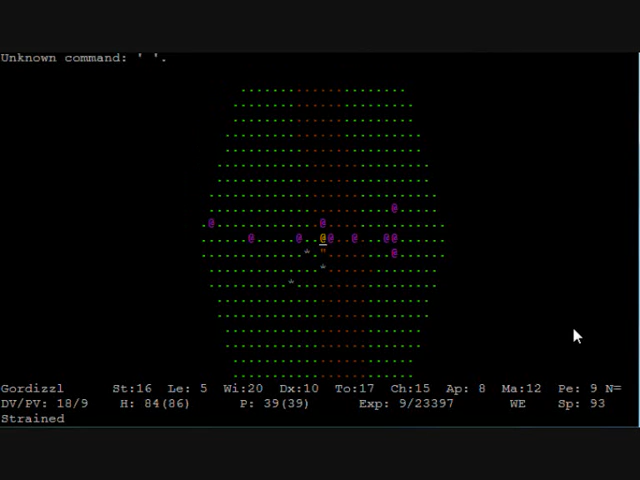 Unknown command: ' '.
Gordizzl St:16 Le: 5 Wi:20 Dx:10 To:17 Ch:15 Ap: 8 Ma:12 Pe: 9 N=
DV/PV: 18/9 H: 84(86) P: 39(39) Exp: 9/23397 WE Sp: 93
Strained